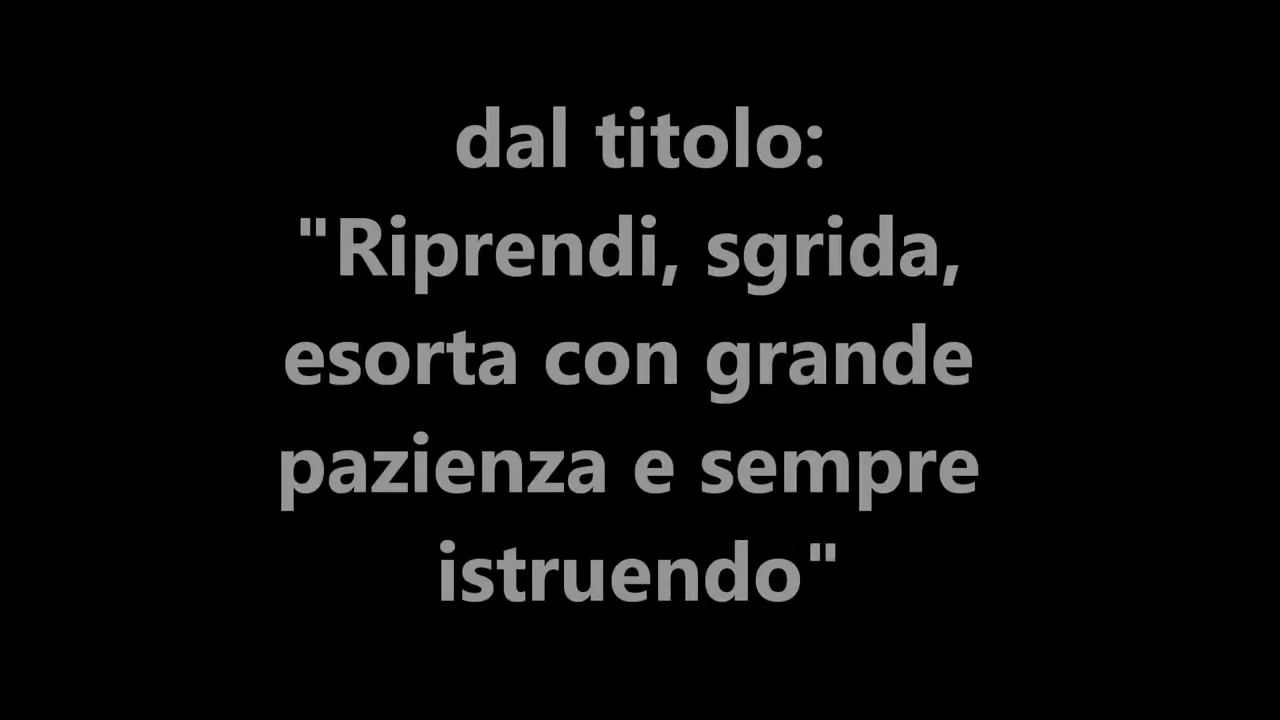 dal titolo:
"Riprendi, sgrida,
esorta con grande
pazienza e sempre
istruendo"